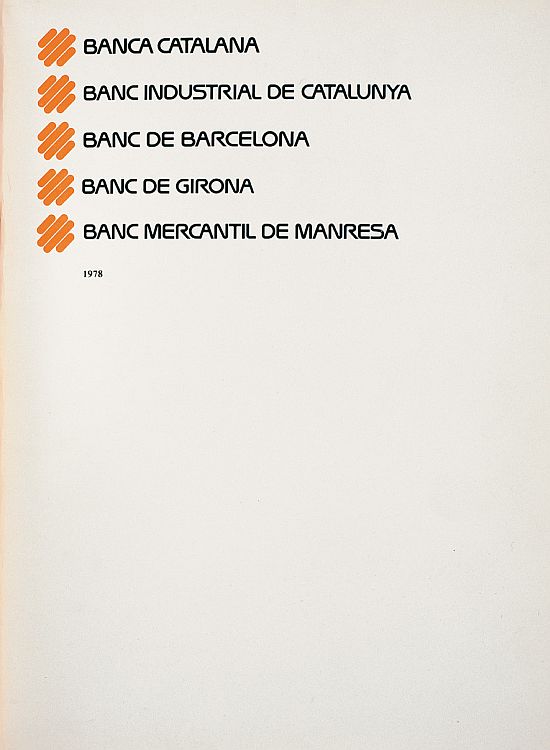 BANCA CATALANA
BANC INDUSTRIAL DE CATALUNYA
BANC DE BARCELONA
BANC DE GIRONA
BANC MERCANTIL DE MANRESA
1978